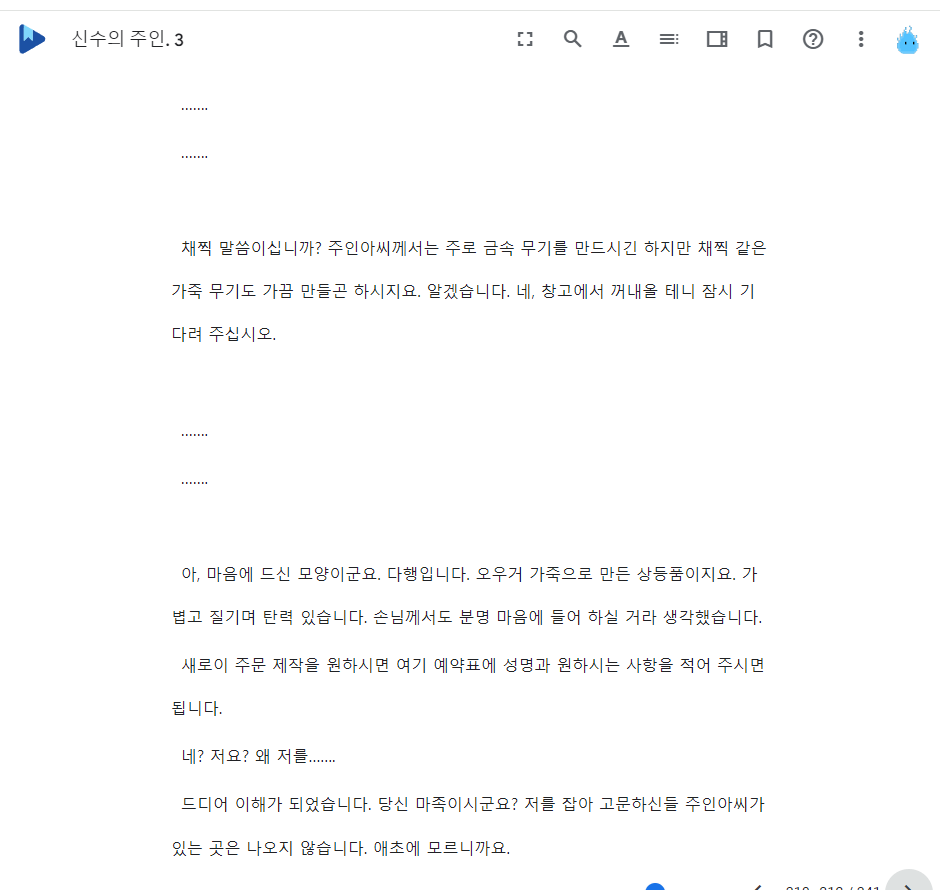 신수의 주인. 3
.......
.......
채찍 말씀이십니까? 주인아씨께서는 주로 금속 무기를 만드시긴 하지만 채찍 같은
가죽 무기도 가끔 만들곤 하시지요. 알겠습니다. 네, 창고에서 꺼내올 테니 잠시 기
다려 주십시오.
.......
.......
아, 마음에 드신 모양이군요. 다행입니다. 오우거 가죽으로 만든 상등품이지요. 가
볍고 질기며 탄력 있습니다. 손님께서도 분명 마음에 들어 하실 거라 생각했습니다.
새로이 주문 제작을 원하시면 여기 예약표에 성명과 원하시는 사항을 적어 주시면
됩니다.
네? 저요? 왜 저를.......
드디어 이해가 되었습니다. 당신 마족이시군요? 저를 잡아 고문하신들 주인아씨가
있는 곳은 나오지 않습니다. 애초에 모르니까요.